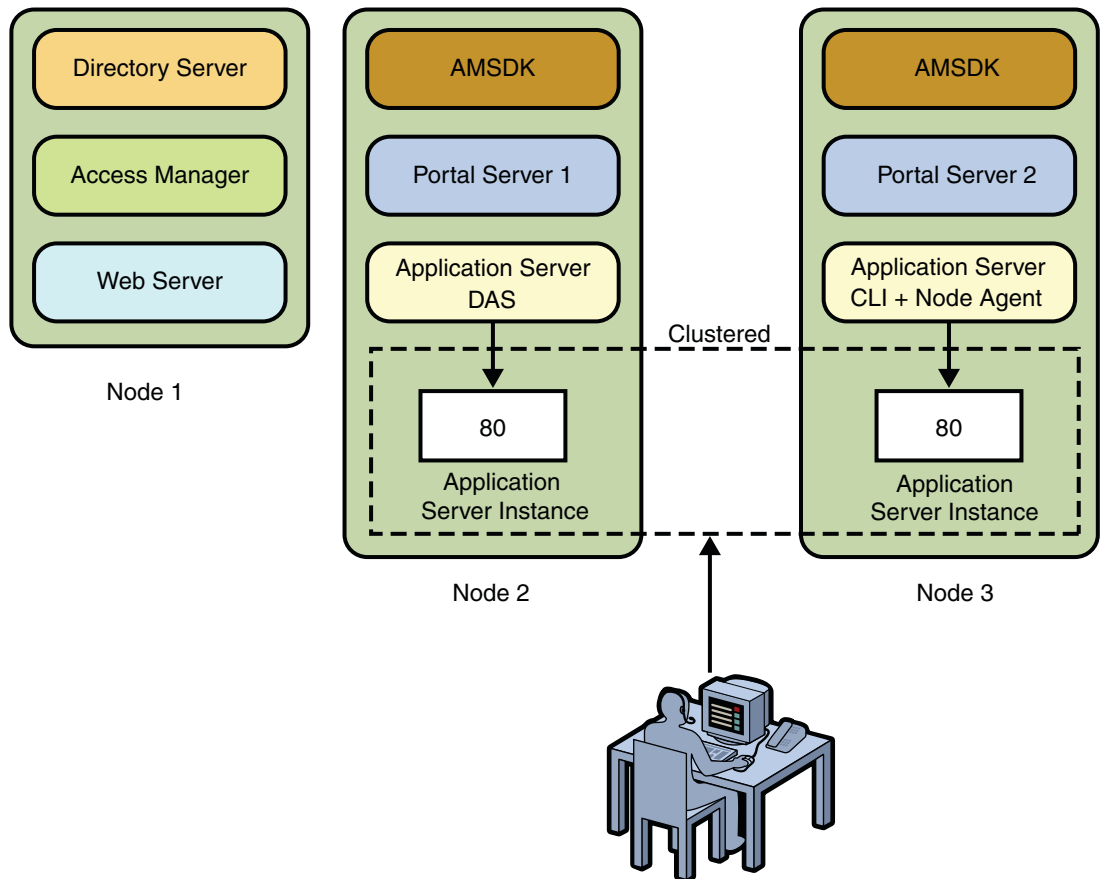 Directory Server
Access Manager
Web Server
Node 1
AMSDK
Portal Server 1
Application Server
DAS
80
Application
Server Instance
Node 2
Clustered
AMSDK
Portal Server 2
Application Server
CLI + Node Agent
80
Application
Server Instance
Node 3